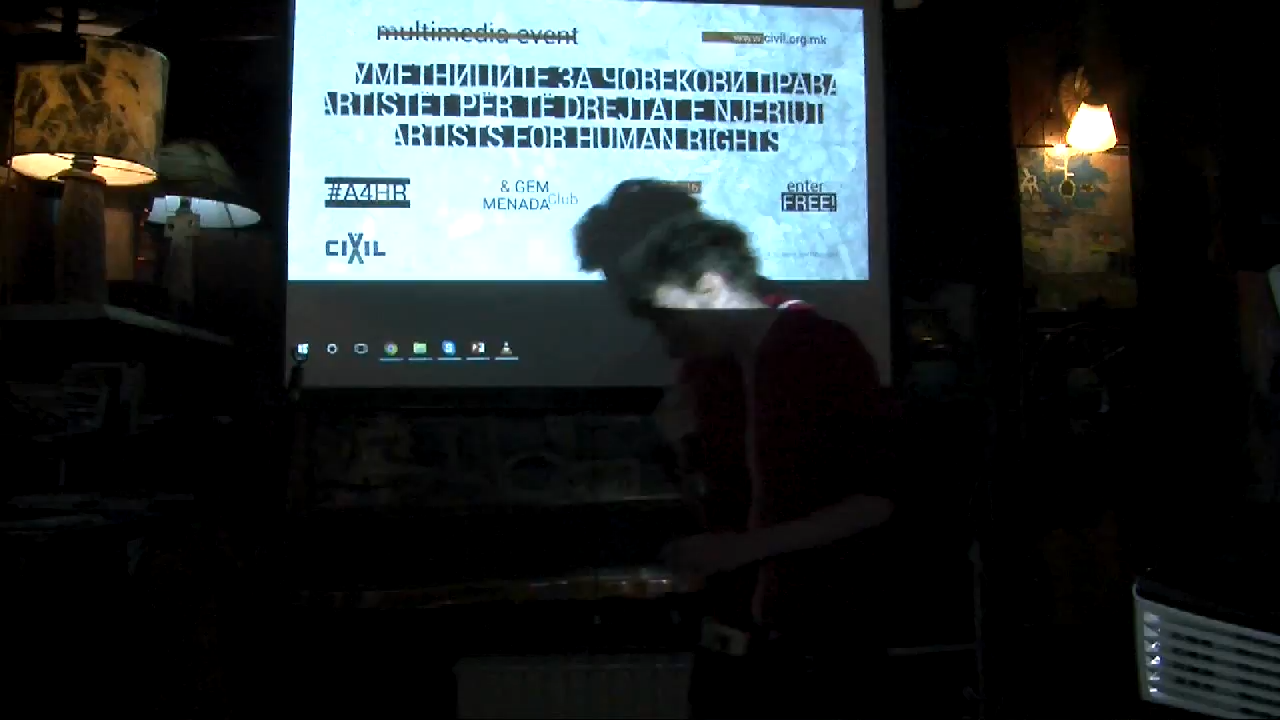 multimedia event
civil.org.mk
УМЕТНИЦИТЕ ЗА ЧОВЕКОВИ ПРАВА
ARTISTËT PËR TË DREJTAT E NJERIUT
ARTISTS FOR HUMAN RIGHTS
#A4HR
& GEM
MENADA Club
enter
FREE!
CIVIL